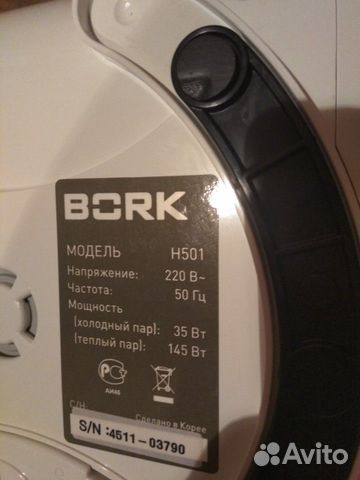 BORK
МОДЕЛЬ H501
Напряжение: 220 В~
Частота: 50 Гц
Мощность
(холодный пар): 35 Вт
(теплый пар): 145 Вт
АИ46
С/Н:
Сделано в Корее
S/N :4511-03790
Avito